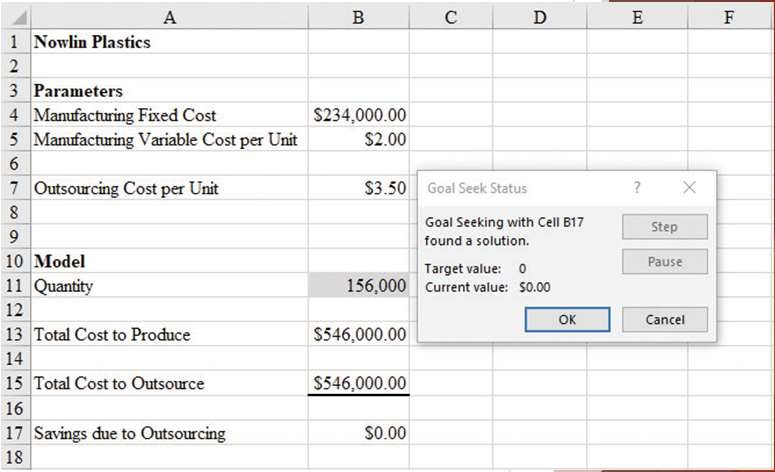 A B C D E F
1 Nowlin Plastics
2
3 Parameters
4 Manufacturing Fixed Cost $234,000.00
5 Manufacturing Variable Cost per Unit $2.00
6
7 Outsourcing Cost per Unit $3.50
8
9
10 Model
11 Quantity 156,000
12
13 Total Cost to Produce $546,000.00
14
15 Total Cost to Outsource $546,000.00
16
17 Savings due to Outsourcing $0.00
18
Goal Seek Status ? ×
Goal Seeking with Cell B17
found a solution.
Target value: 0
Current value: $0.00
Step
Pause
OK Cancel